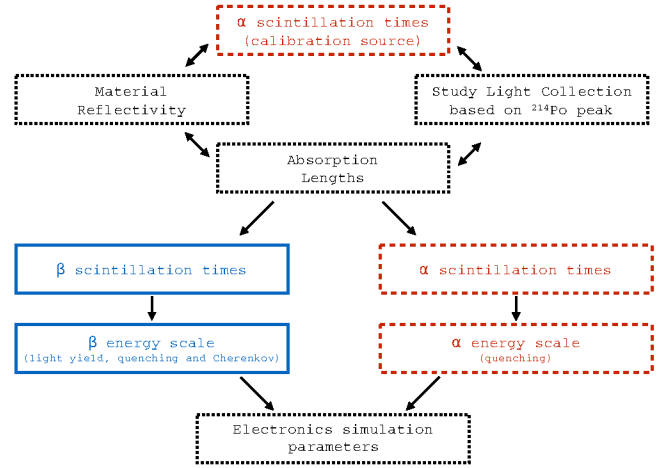 α scintillation times
(calibration source)
Material
Reflectivity
Study Light Collection
based on ²¹⁴Po peak
Absorption
Lengths
β scintillation times
α scintillation times
β energy scale
(light yield, quenching and Cherenkov)
α energy scale
(quenching)
Electronics simulation
parameters